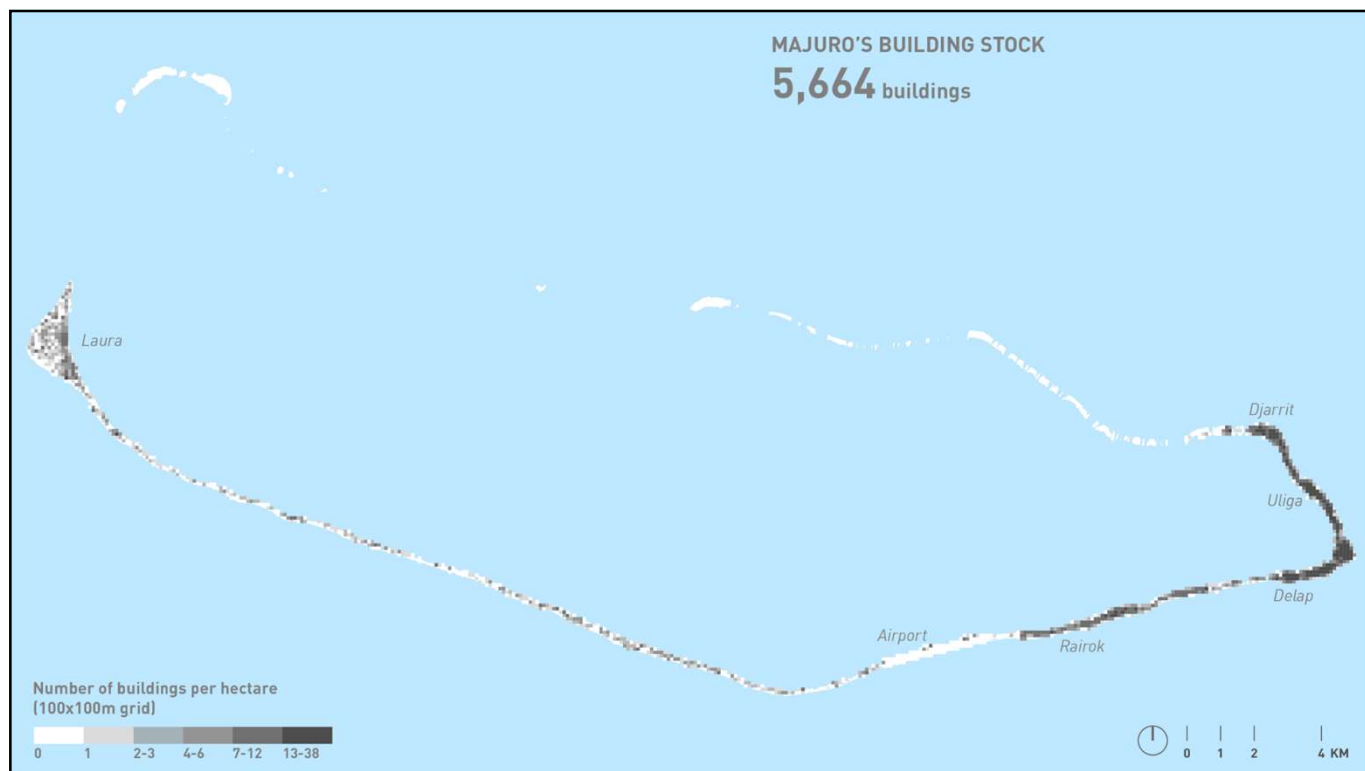 MAJURO'S BUILDING STOCK
5,664 buildings
Laura
Djarrit
Uliga
Delap
Airport
Rairok
Number of buildings per hectare
(100x100m grid)
0 1 2-3 4-6 7-12 13-38
0 1 2 4 KM